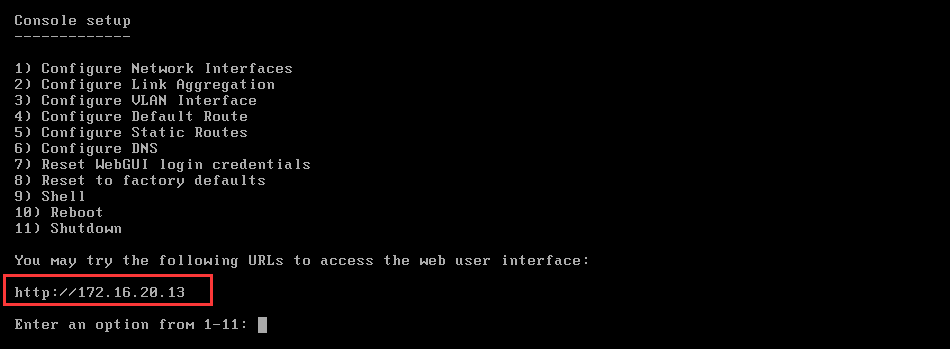 Console setup
-------------
1) Configure Network Interfaces
2) Configure Link Aggregation
3) Configure VLAN Interface
4) Configure Default Route
5) Configure Static Routes
6) Configure DNS
7) Reset WebGUI login credentials
8) Reset to factory defaults
9) Shell
10) Reboot
11) Shutdown
You may try the following URLs to access the web user interface:
http://172.16.20.13
Enter an option from 1-11: